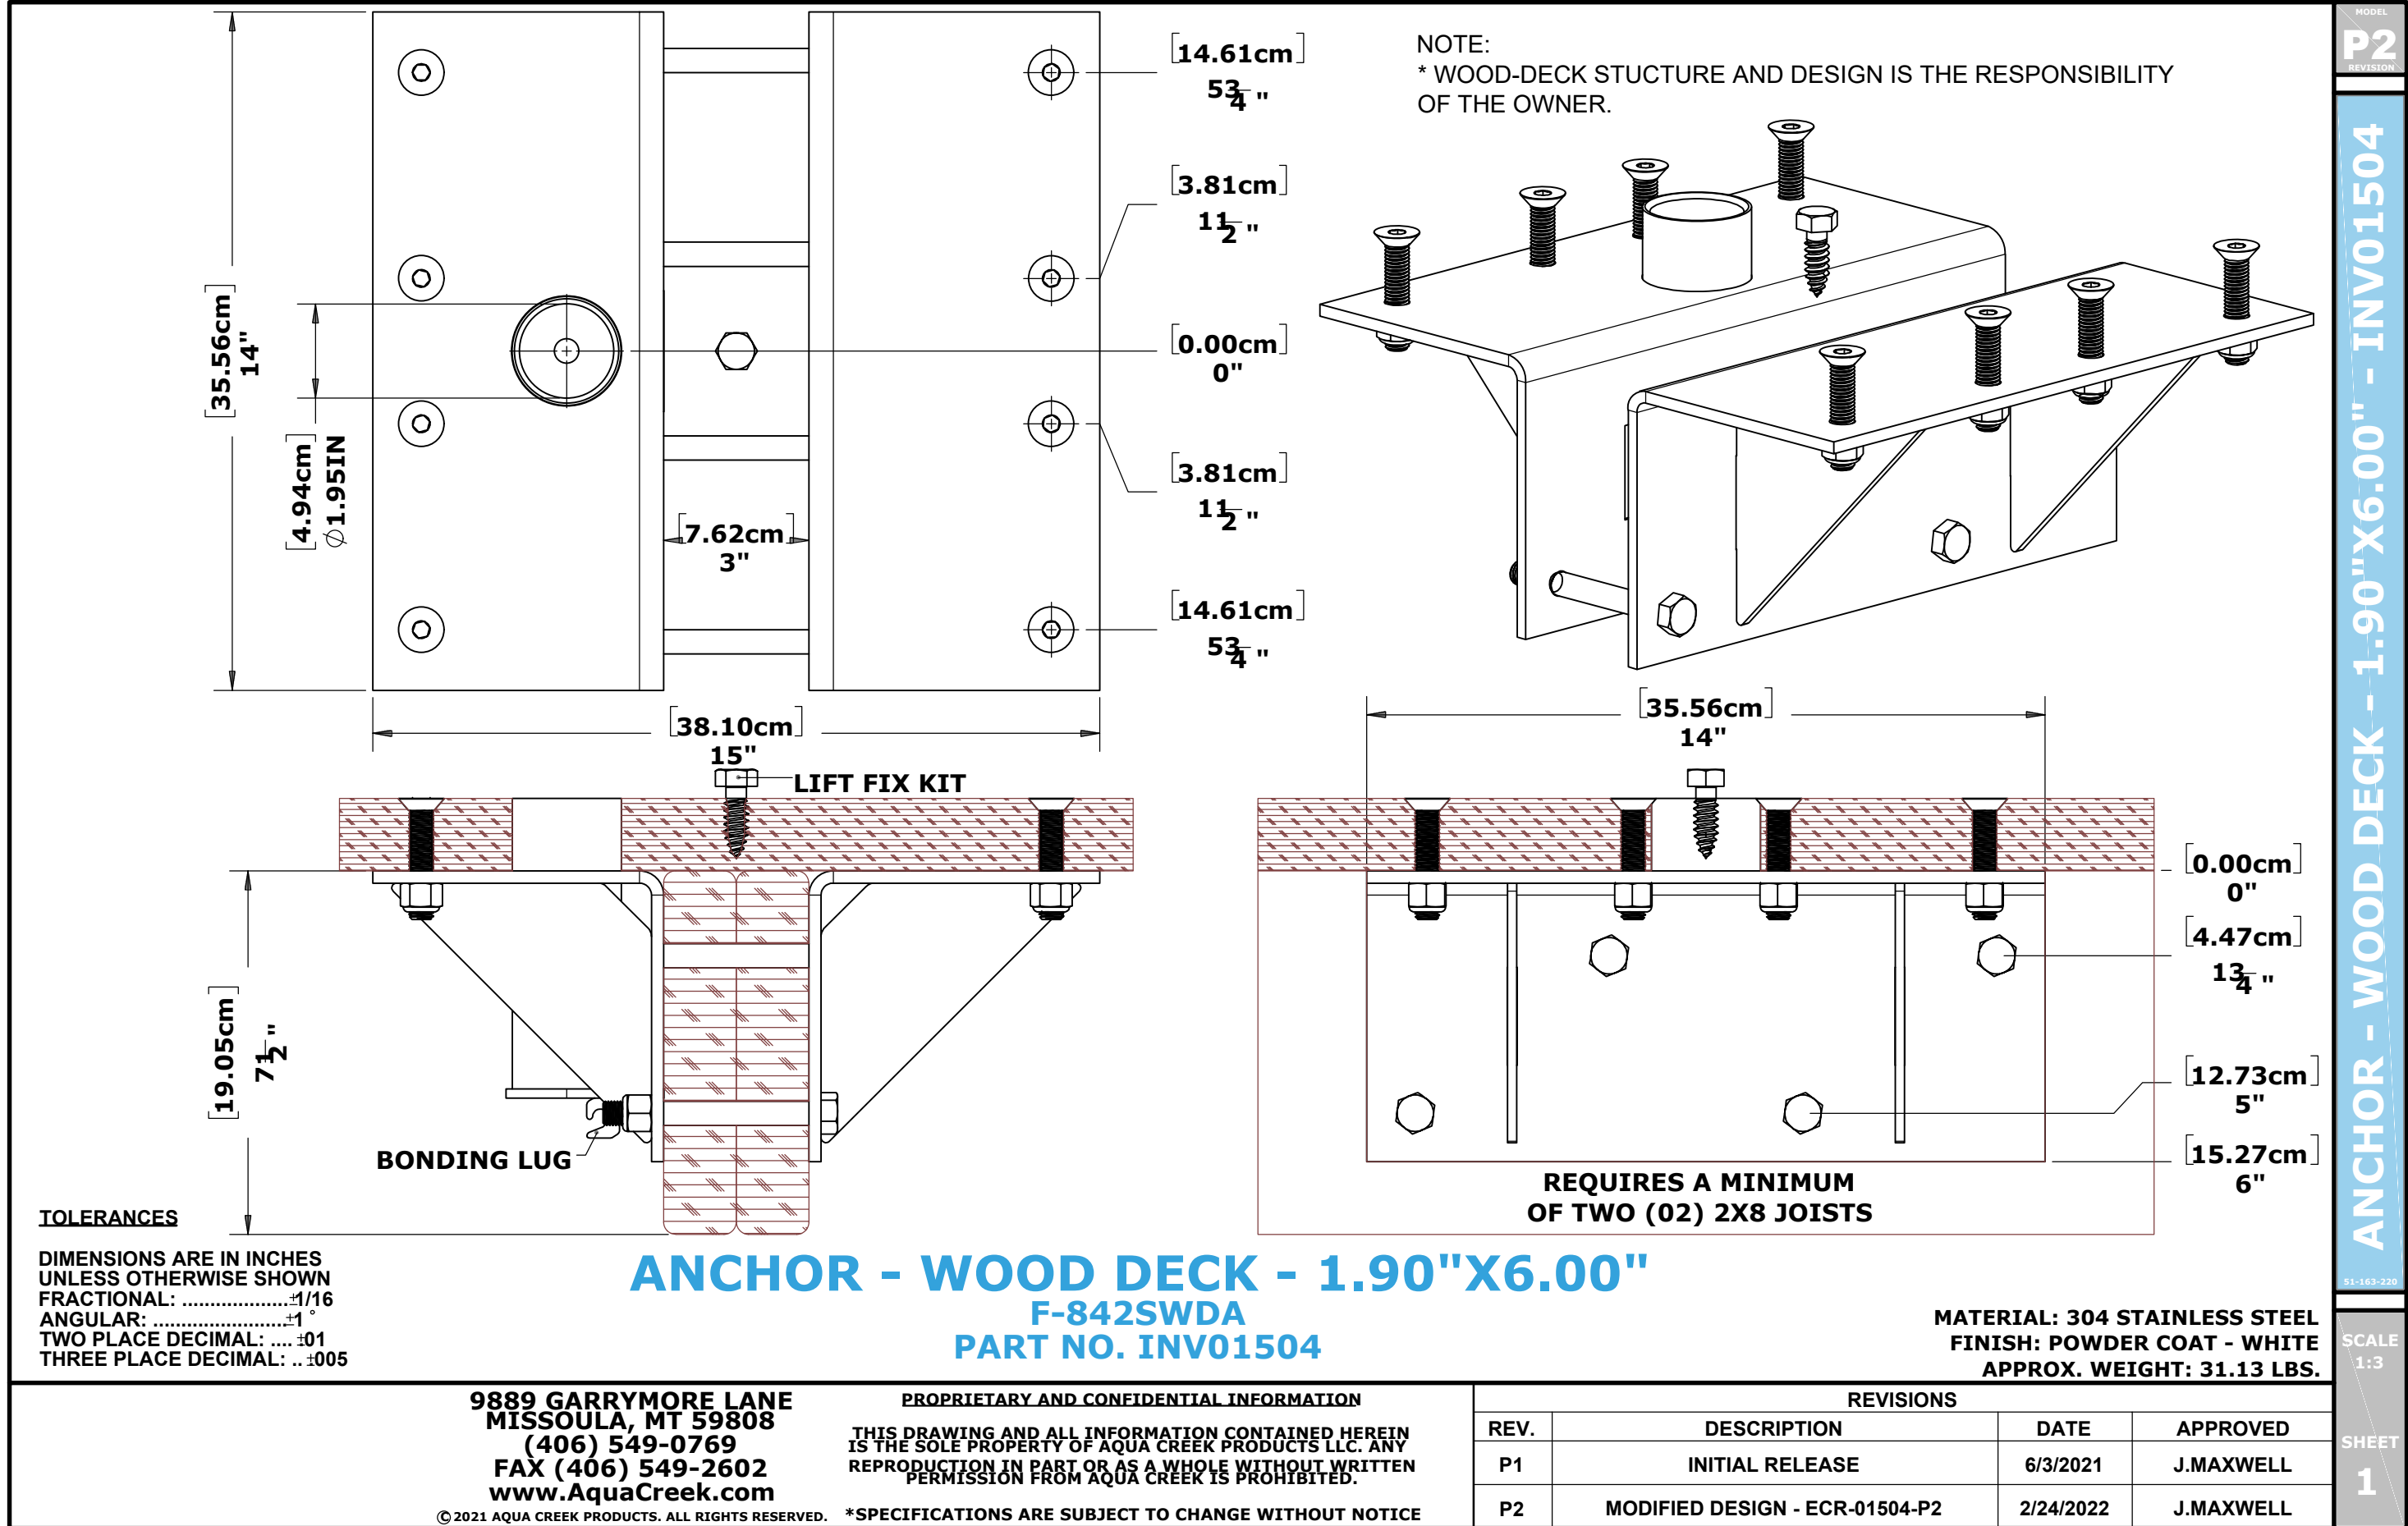 [14.61cm]
5 3/4 "
[3.81cm]
1 1/2 "
[0.00cm]
0"
[3.81cm]
1 1/2 "
[14.61cm]
5 3/4 "
[35.56cm]
14"
[4.94cm]
∅1.95IN
[7.62cm]
3"
[38.10cm]
15"
NOTE:
* WOOD-DECK STUCTURE AND DESIGN IS THE RESPONSIBILITY
OF THE OWNER.
LIFT FIX KIT
[19.05cm]
7 1/2 "
BONDING LUG
[35.56cm]
14"
[0.00cm]
0"
[4.47cm]
1 3/4 "
[12.73cm]
5"
[15.27cm]
6"
REQUIRES A MINIMUM
OF TWO (02) 2X8 JOISTS
TOLERANCES
DIMENSIONS ARE IN INCHES
UNLESS OTHERWISE SHOWN
FRACTIONAL: ...................±1/16
ANGULAR: ........................±1 °
TWO PLACE DECIMAL: .... ±01
THREE PLACE DECIMAL: .. ±005
ANCHOR - WOOD DECK - 1.90"X6.00"
F-842SWDA
PART NO. INV01504
MATERIAL: 304 STAINLESS STEEL
FINISH: POWDER COAT - WHITE
APPROX. WEIGHT: 31.13 LBS.
9889 GARRYMORE LANE
MISSOULA, MT 59808
(406) 549-0769
FAX (406) 549-2602
www.AquaCreek.com
© 2021 AQUA CREEK PRODUCTS. ALL RIGHTS RESERVED.
PROPRIETARY AND CONFIDENTIAL INFORMATION
THIS DRAWING AND ALL INFORMATION CONTAINED HEREIN
IS THE SOLE PROPERTY OF AQUA CREEK PRODUCTS LLC. ANY
REPRODUCTION IN PART OR AS A WHOLE WITHOUT WRITTEN
PERMISSION FROM AQUA CREEK IS PROHIBITED.
*SPECIFICATIONS ARE SUBJECT TO CHANGE WITHOUT NOTICE
REVISIONS
REV. DESCRIPTION DATE APPROVED
P1 INITIAL RELEASE 6/3/2021 J.MAXWELL
P2 MODIFIED DESIGN - ECR-01504-P2 2/24/2022 J.MAXWELL
MODEL
P2
REVISION
ANCHOR - WOOD DECK - 1.90"X6.00" - INV01504
51-163-220
SCALE
1:3
SHEET
1